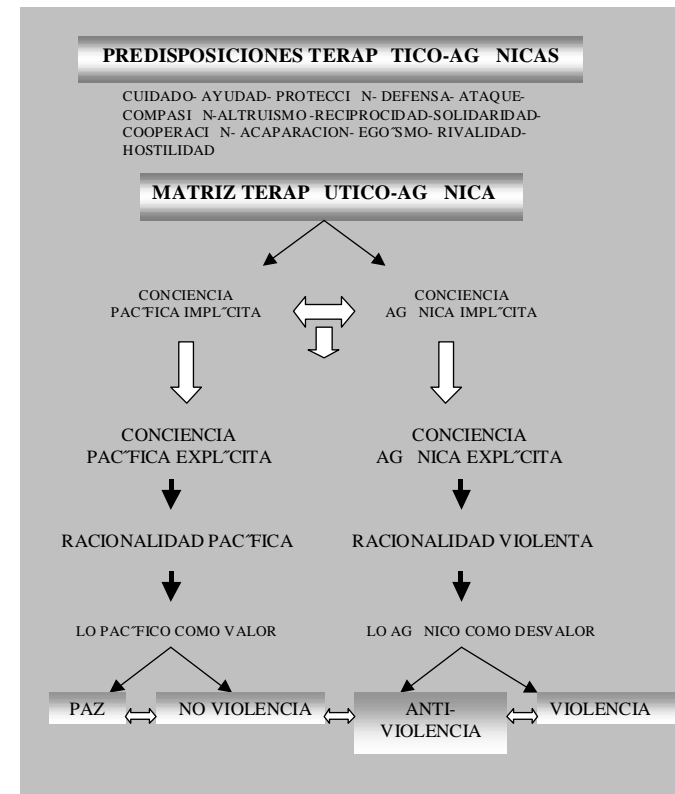 PREDISPOSICIONES TERAP TICO-AG NICAS
CUIDADO- AYUDAD- PROTECCI N- DEFENSA- ATAQUE-
COMPASI N-ALTRUISMO -RECIPROCIDAD-SOLIDARIDAD-
COOPERACI N- ACAPARACION- EGO˝SMO- RIVALIDAD-
HOSTILIDAD
MATRIZ TERAP UTICO-AG NICA
CONCIENCIA
PAC˝FICA IMPL˝CITA
CONCIENCIA
AG NICA IMPL˝CITA
CONCIENCIA
PAC˝FICA EXPL˝CITA
CONCIENCIA
AG NICA EXPL˝CITA
RACIONALIDAD PAC˝FICA
RACIONALIDAD VIOLENTA
LO PAC˝FICO COMO VALOR
LO AG NICO COMO DESVALOR
PAZ
NO VIOLENCIA
ANTI-
VIOLENCIA
VIOLENCIA